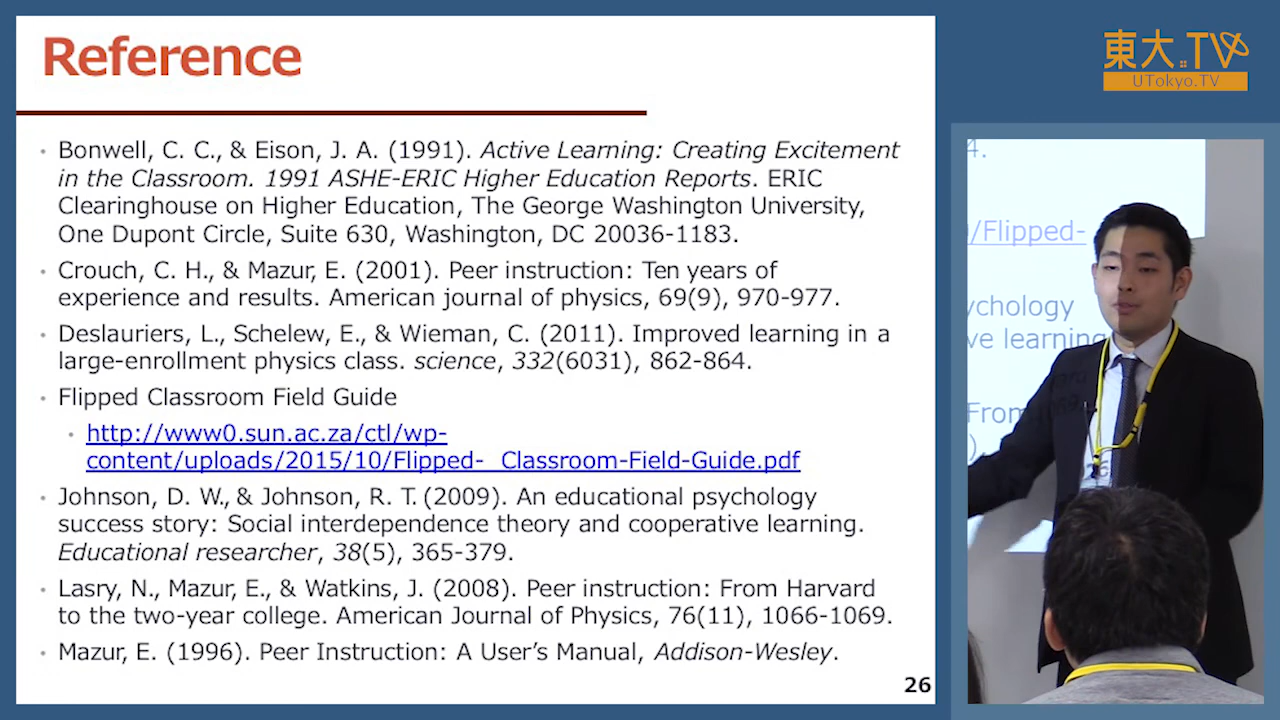 Reference
東大.TV
UTokyo.TV
Bonwell, C. C., & Eison, J. A. (1991). Active Learning: Creating Excitement
in the Classroom. 1991 ASHE-ERIC Higher Education Reports. ERIC
Clearinghouse on Higher Education, The George Washington University,
One Dupont Circle, Suite 630, Washington, DC 20036-1183.
Crouch, C. H., & Mazur, E. (2001). Peer instruction: Ten years of
experience and results. American journal of physics, 69(9), 970-977.
Deslauriers, L., Schelew, E., & Wieman, C. (2011). Improved learning in a
large-enrollment physics class. science, 332(6031), 862-864.
Flipped Classroom Field Guide
http://www0.sun.ac.za/ctl/wp-
content/uploads/2015/10/Flipped-_Classroom-Field-Guide.pdf
Johnson, D. W., & Johnson, R. T. (2009). An educational psychology
success story: Social interdependence theory and cooperative learning.
Educational researcher, 38(5), 365-379.
Lasry, N., Mazur, E., & Watkins, J. (2008). Peer instruction: From Harvard
to the two-year college. American Journal of Physics, 76(11), 1066-1069.
Mazur, E. (1996). Peer Instruction: A User's Manual, Addison-Wesley.
26
4.
/Flipped-
ychology
ve learning
From
)